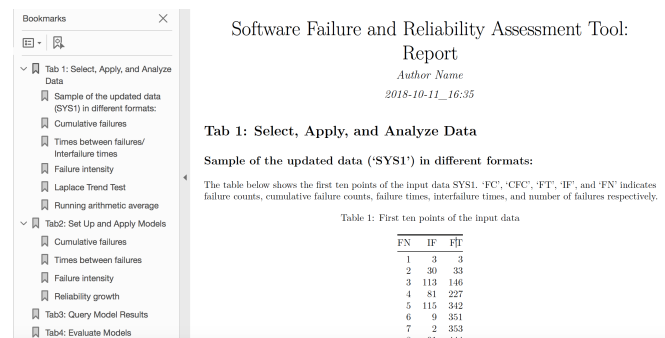 Bookmarks
Tab 1: Select, Apply, and Analyze
Data
Sample of the updated data
(SYS1) in different formats:
Cumulative failures
Times between failures/
Interfailure times
Failure intensity
Laplace Trend Test
Running arithmetic average
Tab2: Set Up and Apply Models
Cumulative failures
Times between failures
Failure intensity
Reliability growth
Tab3: Query Model Results
Tab4: Evaluate Models
Software Failure and Reliability Assessment Tool:
Report
Author Name
2018-10-11__16:35
Tab 1: Select, Apply, and Analyze Data
Sample of the updated data (‘SYS1’) in different formats:
The table below shows the first ten points of the input data SYS1. ‘FC’, ‘CFC’, ‘FT’, ‘IF’, and ‘FN’ indicates
failure counts, cumulative failure counts, failure times, interfailure times, and number of failures respectively.
Table 1: First ten points of the input data
FN IF FT
1 3 3
2 30 33
3 113 146
4 81 227
5 115 342
6 9 351
7 2 353